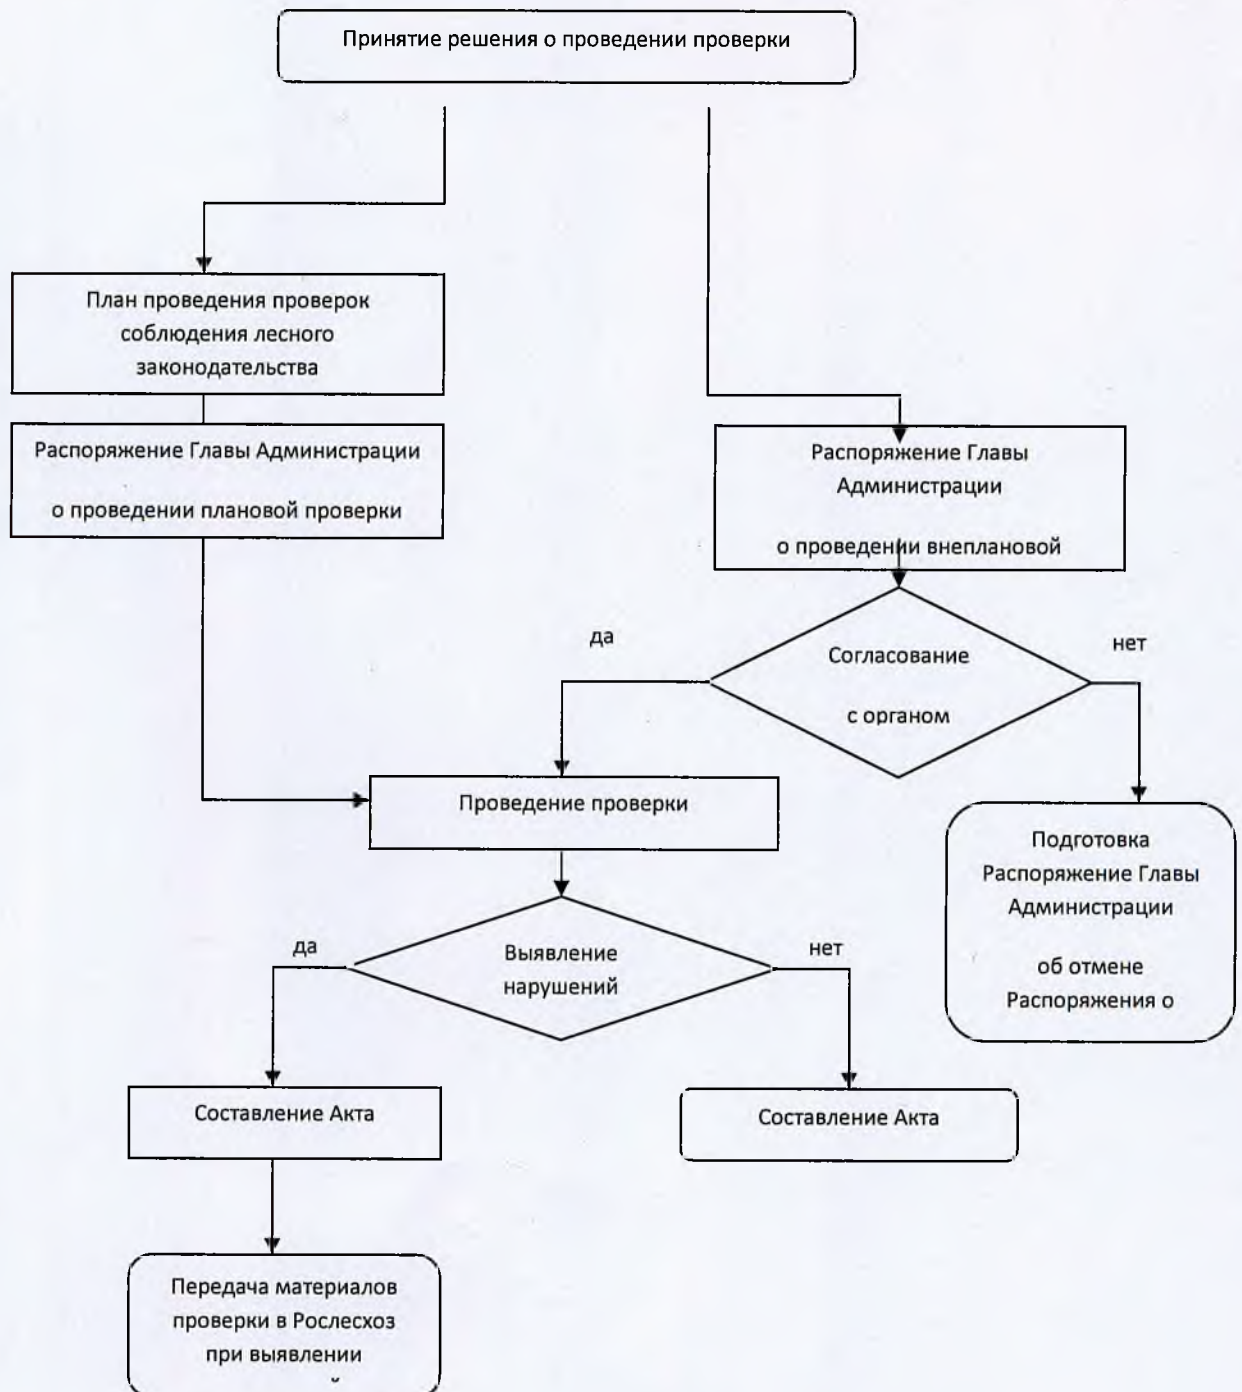 Принятие решения о проведении проверки
План проведения проверок
соблюдения лесного
законодательства
Распоряжение Главы Администрации
о проведении плановой проверки
Распоряжение Главы
Администрации
о проведении внеплановой
да
Согласование
с органом
нет
Проведение проверки
Подготовка
Распоряжение Главы
Администрации
об отмене
Распоряжения о
да
Выявление
нарушений
нет
Составление Акта
Составление Акта
Передача материалов
проверки в Рослесхоз
при выявлении